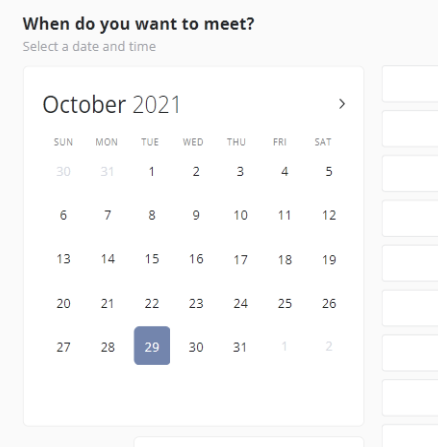 When do you want to meet?
Select a date and time
October 2021
SUN MON TUE WED THU FRI SAT
30 31 1 2 3 4 5
6 7 8 9 10 11 12
13 14 15 16 17 18 19
20 21 22 23 24 25 26
27 28 29 30 31 1 2